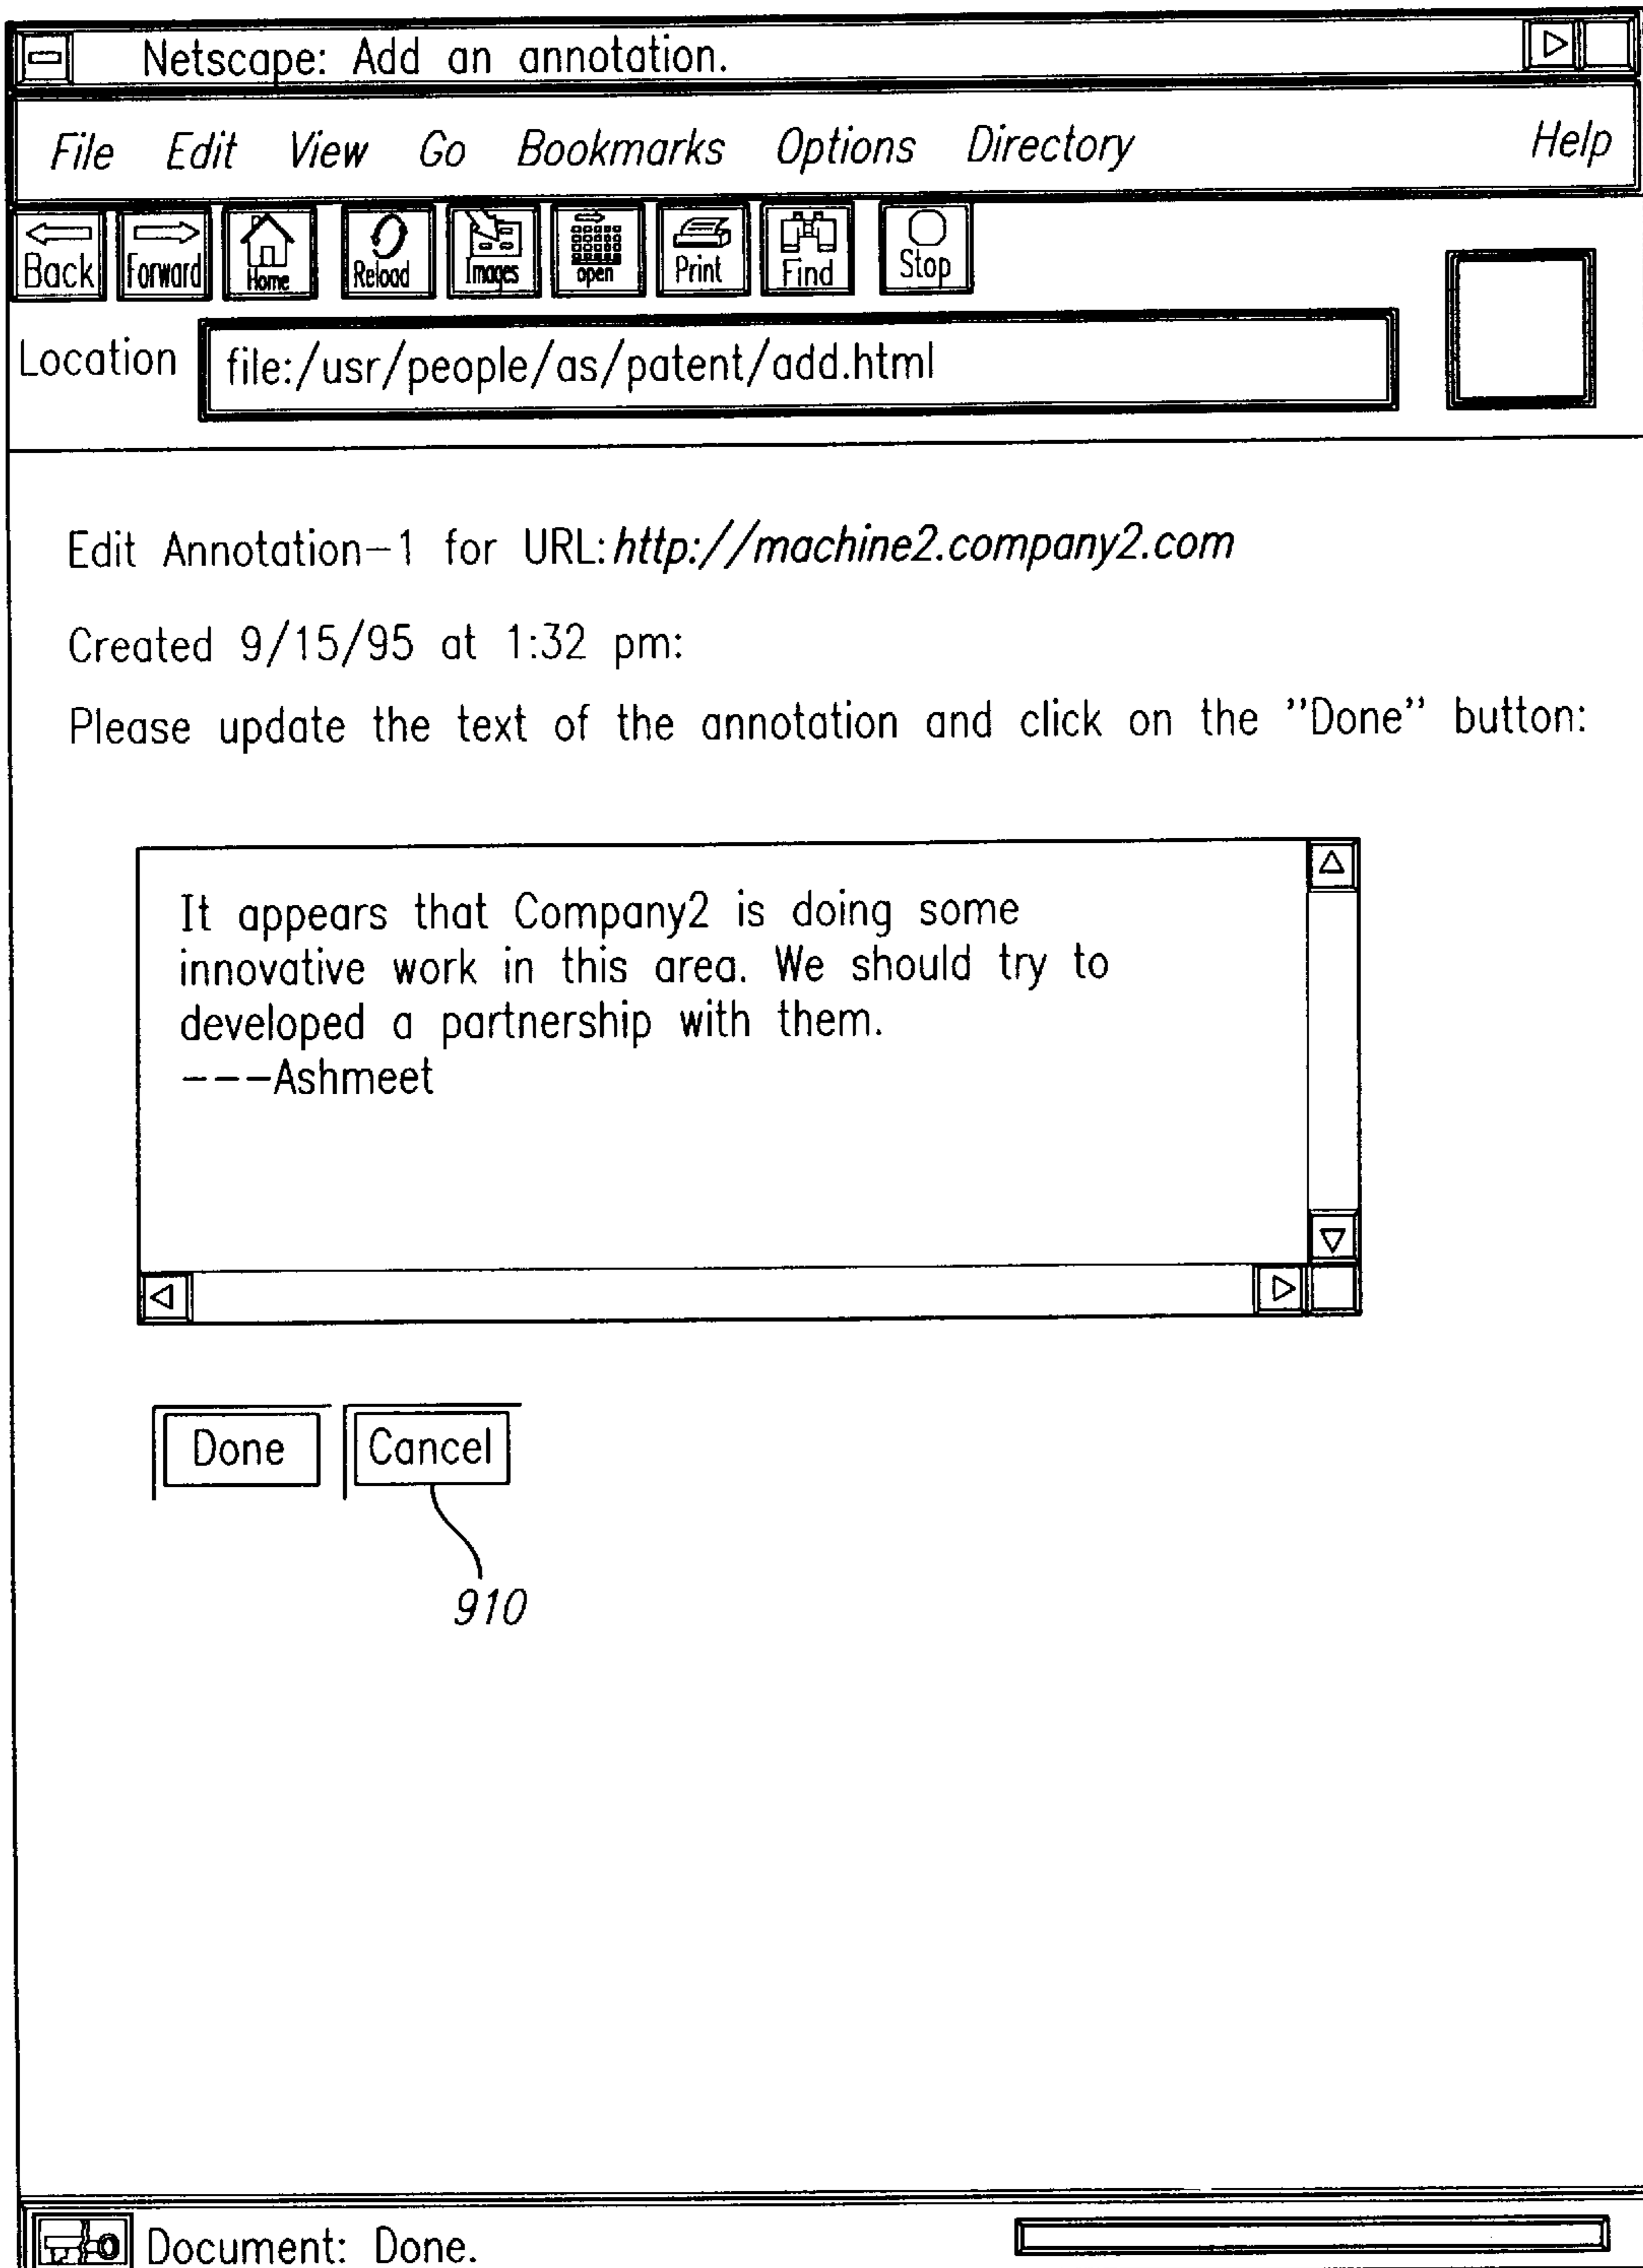 Netscape: Add an annotation.
File Edit View Go Bookmarks Options Directory Help
Back Forward Home Reload Images open Print Find Stop
Location file:/usr/people/as/patent/add.html
Edit Annotation-1 for URL: http://machine2.company2.com
Created 9/15/95 at 1:32 pm:
Please update the text of the annotation and click on the "Done" button:
It appears that Company2 is doing some
innovative work in this area. We should try to
developed a partnership with them.
---Ashmeet
Done Cancel
910
Document: Done.